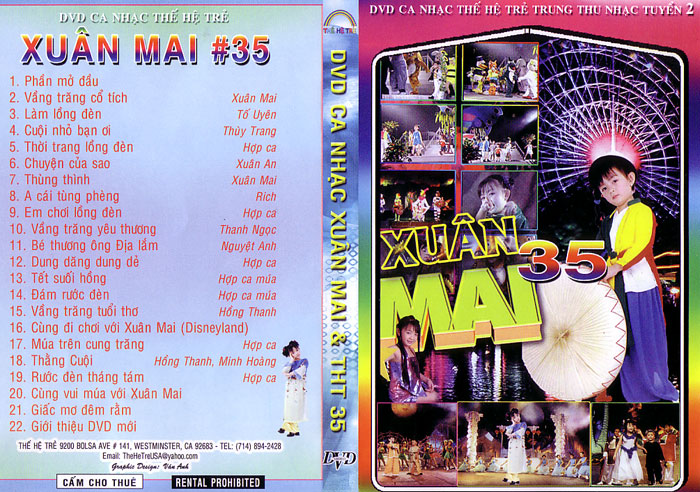 DVD CA NHẠC THẾ HỆ TRẺ
XUÂN MAI #35
1. Phần mở đầu
2. Vầng trăng cổ tích Xuân Mai
3. Làm lồng đèn Tố Uyên
4. Cuội nhỏ bạn ơi Thùy Trang
5. Thời trang lồng đèn Hợp ca
6. Chuyện của sao Xuân An
7. Thùng thình Xuân Mai
8. A cái tùng phèng Rich
9. Em chơi lồng đèn Hợp ca
10. Vầng trăng yêu thương Thanh Ngọc
11. Bé thương ông Địa lắm Nguyệt Anh
12. Dung dăng dung dẻ Hợp ca
13. Tết suối hồng Hợp ca múa
14. Đám rước đèn Hợp ca múa
15. Vầng trăng tuổi thơ Hồng Thanh
16. Cùng đi chơi với Xuân Mai (Disneyland)
17. Múa trên cung trăng Hợp ca
18. Thằng Cuội Hồng Thanh, Minh Hoàng
19. Rước đèn tháng tám Hợp ca
20. Cùng vui múa với Xuân Mai
21. Giấc mơ đêm rằm
22. Giới thiệu DVD mới
THẾ HỆ TRẺ 9200 BOLSA AVE # 141, WESTMINSTER, CA 92683 - TEL: (714) 894-2428
Email: TheHeTreUSA@yahoo.com
Graphic Design: Vân Anh
CẤM CHO THUÊ RENTAL PROHIBITED
THẾ HỆ TRẺ
DVD CA NHẠC XUÂN MAI & THT 35
DVD
DVD CA NHẠC THẾ HỆ TRẺ TRUNG THU NHẠC TUYỂN 2
XUÂN
MAI
35